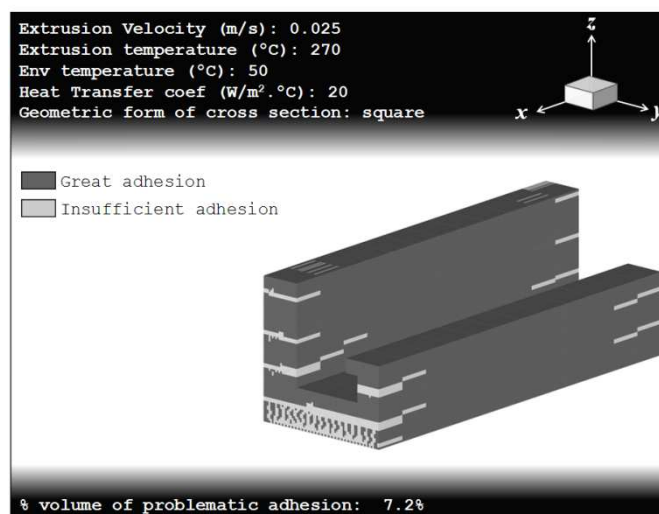 Extrusion Velocity (m/s): 0.025
Extrusion temperature (°C): 270
Env temperature (°C): 50
Heat Transfer coef (W/m².°C): 20
Geometric form of cross section: square
z
x
y
Great adhesion
Insufficient adhesion
% volume of problematic adhesion: 7.2%